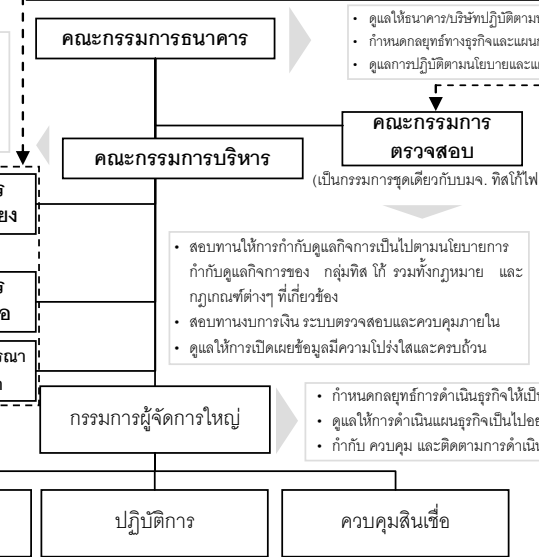 คณะกรรมการธนาคาร
ดูแลให้ธนาคาร/บริษัทปฏิบัติตาม
กำหนดกลยุทธ์ทางธุรกิจและแผน
ดูแลการปฏิบัติตามนโยบายและ
คณะกรรมการ
ตรวจสอบ
(เป็นกรรมการชุดเดียวกับบมจ. ทิสโก้ไฟ
คณะกรรมการบริหาร
• สอบทานให้การกำกับดูแลกิจการเป็นไปตามนโยบายการ
กำกับดูแลกิจการของ กลุ่มทิส โก้ รวมทั้งกฎหมาย และ
กฎเกณฑ์ต่างๆ ที่เกี่ยวข้อง
• สอบทานงบการเงิน ระบบตรวจสอบและควบคุมภายใน
• ดูแลให้การเปิดเผยข้อมูลมีความโปร่งใสและครบถ้วน
กรรมการผู้จัดการใหญ่
• กำหนดกลยุทธ์การดำเนินธุรกิจให้เป็น
• ดูแลให้การดำเนินแผนธุรกิจเป็นไปอย
• กำกับ ควบคุม และติดตามการดำเนิน
ปฏิบัติการ
ควบคุมสินเชื่อ